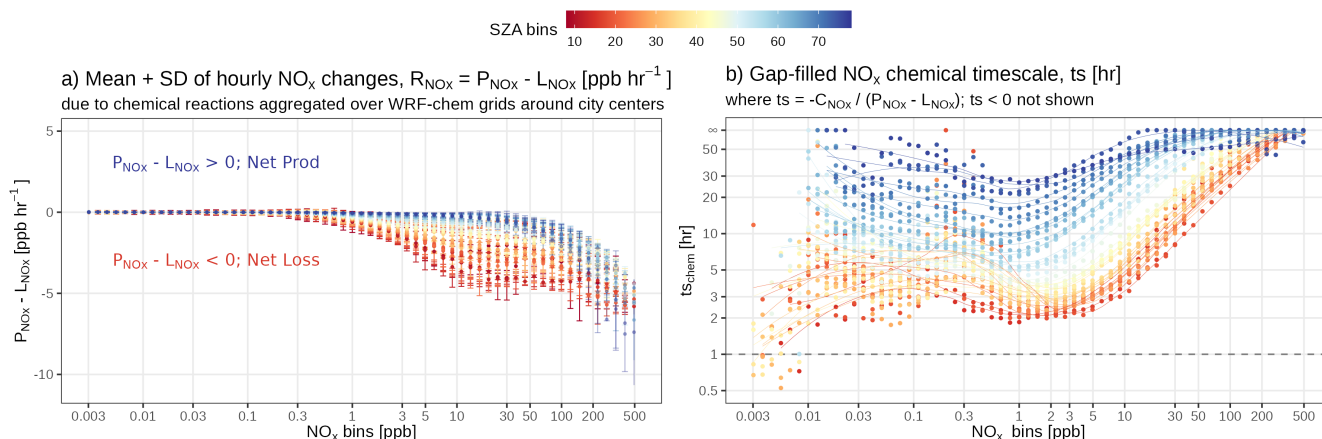 SZA bins
10 20 30 40 50 60 70
a) Mean + SD of hourly NOx changes, RNOx = PNOx - LNOx [ppb hr−1 ]
due to chemical reactions aggregated over WRF-chem grids around city centers
PNOx - LNOx [ppb hr−1 ]
5
0
-5
-10
PNOx - LNOx > 0; Net Prod
PNOx - LNOx < 0; Net Loss
0.003 0.01 0.03 0.1 0.3 1 3 5 10 30 50 100 200 500
NOx bins [ppb]
b) Gap-filled NOx chemical timescale, ts [hr]
where ts = -CNOx / (PNOx - LNOx); ts < 0 not shown
tschem [hr]
∞
50
30
20
10
5
3
2
1
0.5
0.003 0.01 0.03 0.1 0.3 1 2 3 5 10 30 50 100 200 500
NOx bins [ppb]